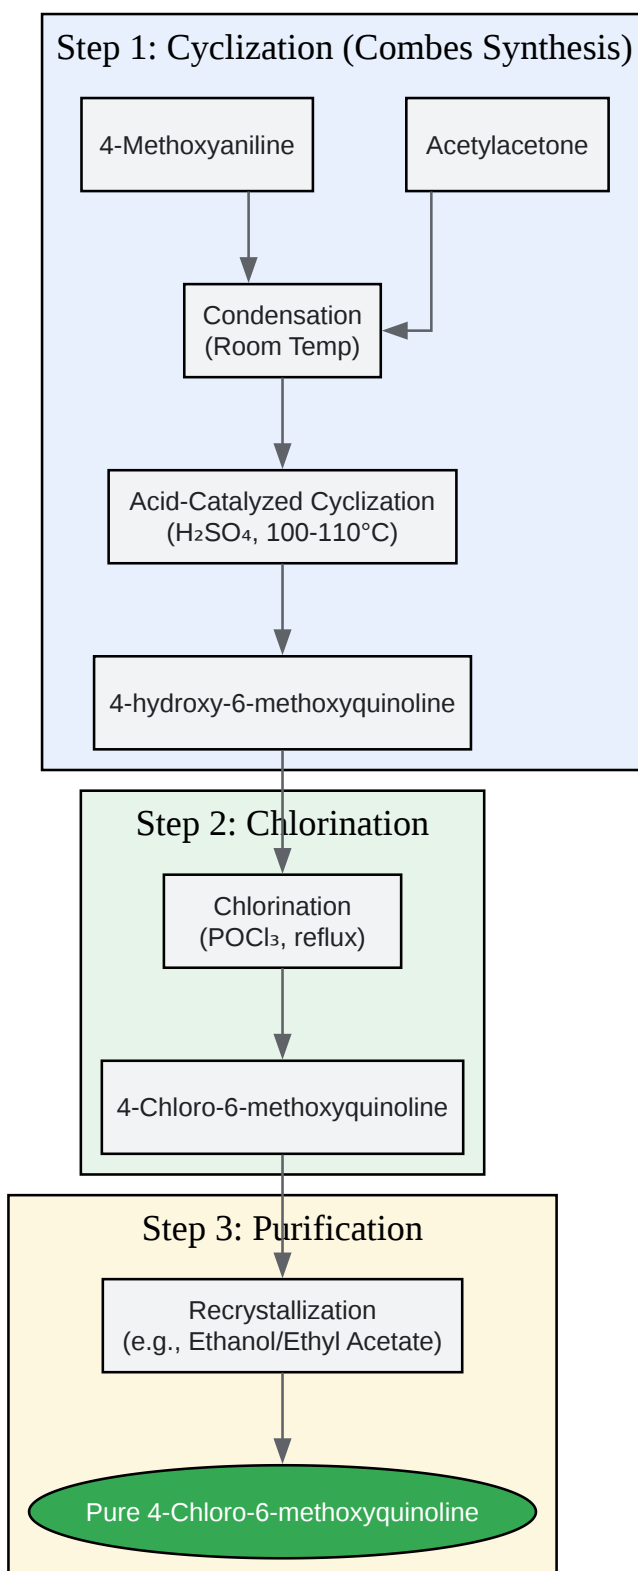 Step 1: Cyclization (Combes Synthesis)
4-Methoxyaniline
Acetylacetone
Condensation
(Room Temp)
Acid-Catalyzed Cyclization
(H₂SO₄, 100-110°C)
4-hydroxy-6-methoxyquinoline
Step 2: Chlorination
Chlorination
(POCl₃, reflux)
4-Chloro-6-methoxyquinoline
Step 3: Purification
Recrystallization
(e.g., Ethanol/Ethyl Acetate)
Pure 4-Chloro-6-methoxyquinoline